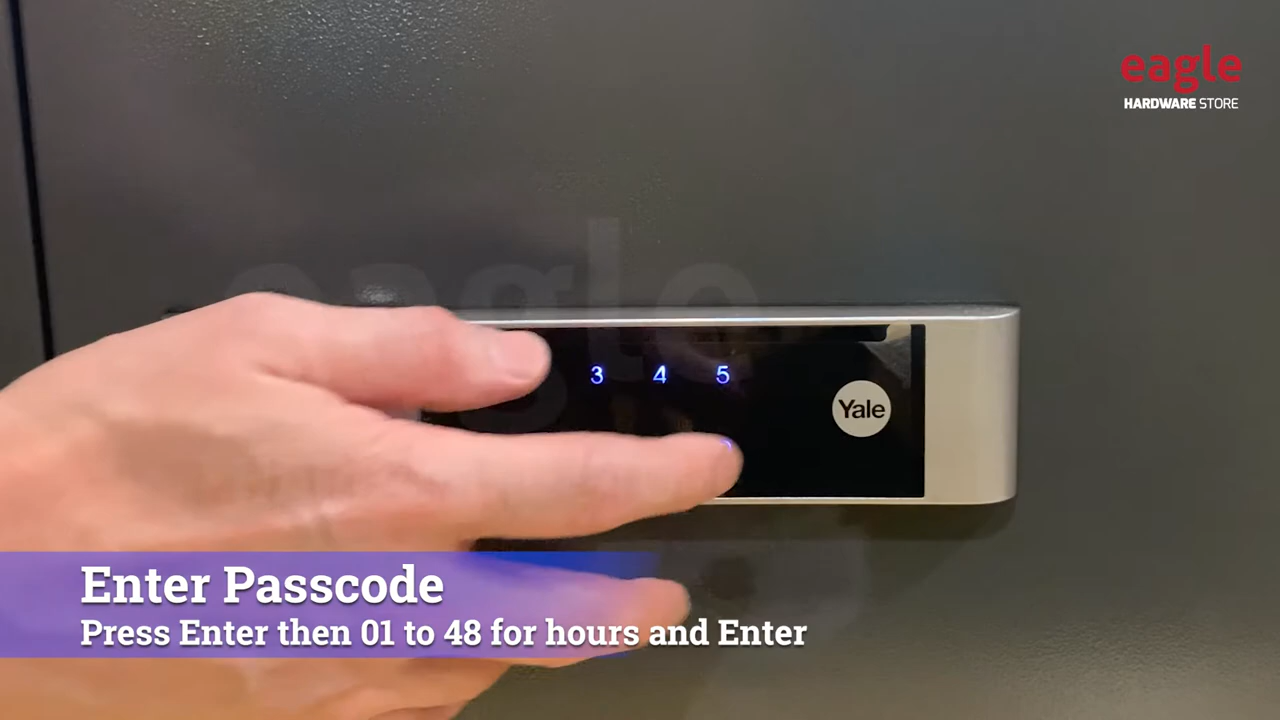 eagle
HARDWARE STORE
eagle
3 4 5
Yale
Enter Passcode
Press Enter then 01 to 48 for hours and Enter